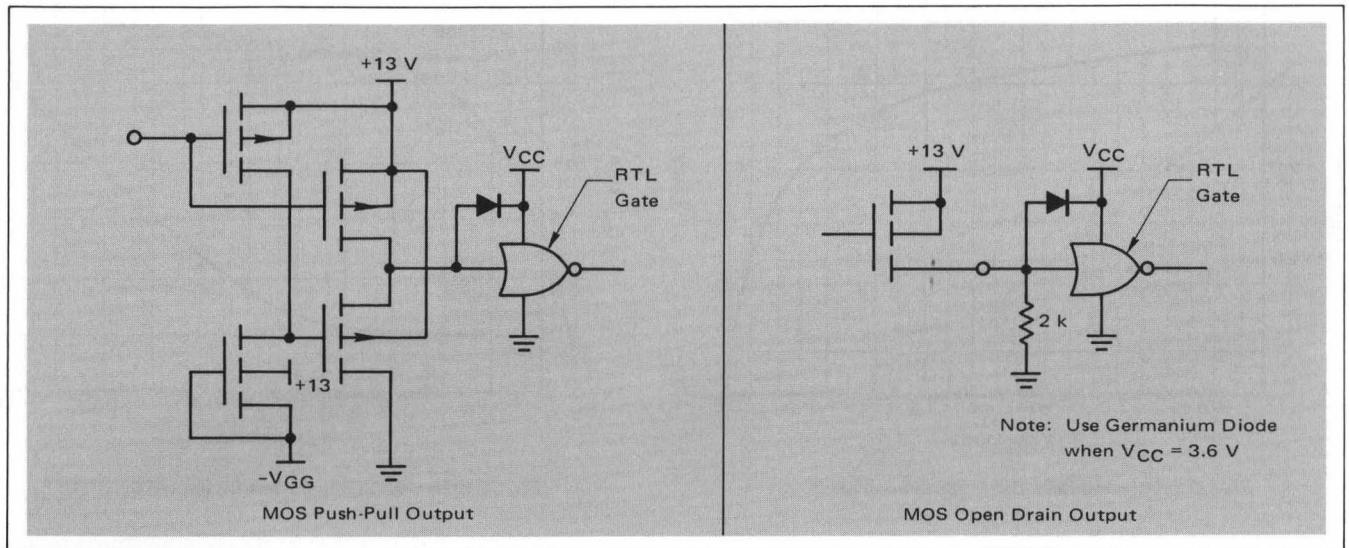 +13 V
VCC
RTL
Gate
+13
-VGG
MOS Push-Pull Output
+13 V
VCC
RTL
Gate
2 k
Note: Use Germanium Diode
when VCC = 3.6 V
MOS Open Drain Output